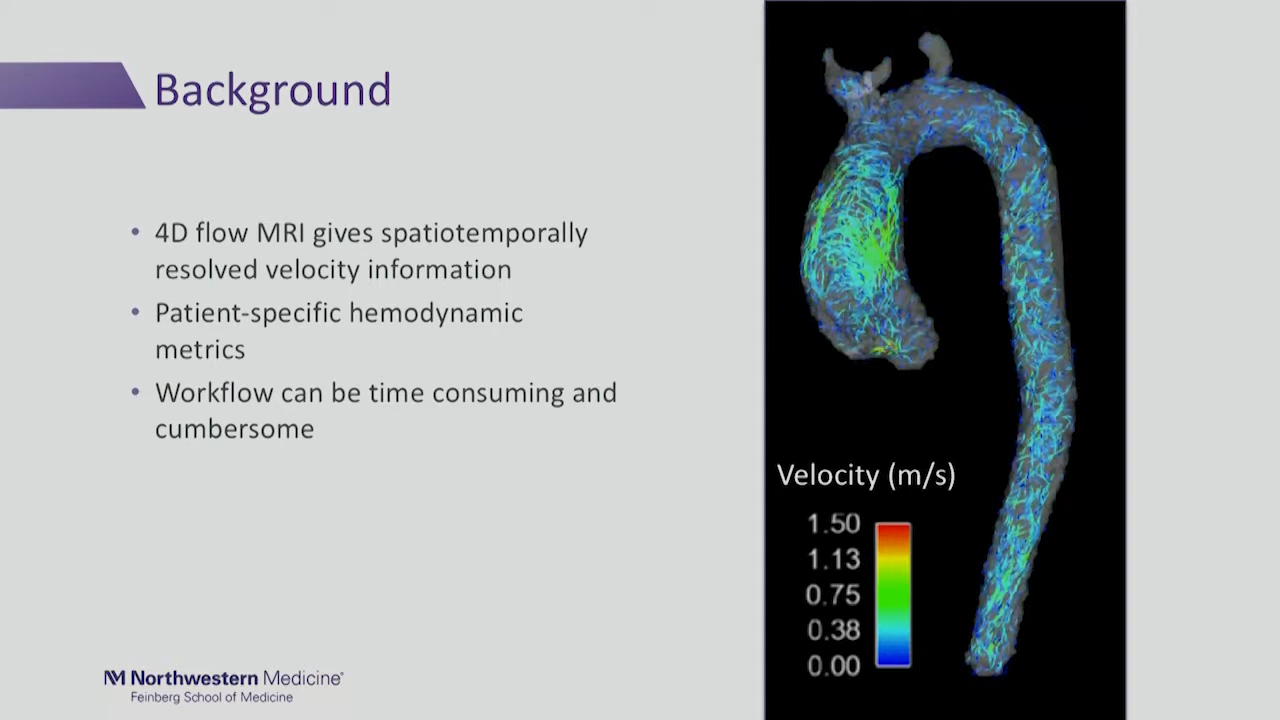 Background
• 4D flow MRI gives spatiotemporally
resolved velocity information
• Patient-specific hemodynamic
metrics
• Workflow can be time consuming and
cumbersome
Velocity (m/s)
1.50
1.13
0.75
0.38
0.00
Northwestern Medicine®
Feinberg School of Medicine